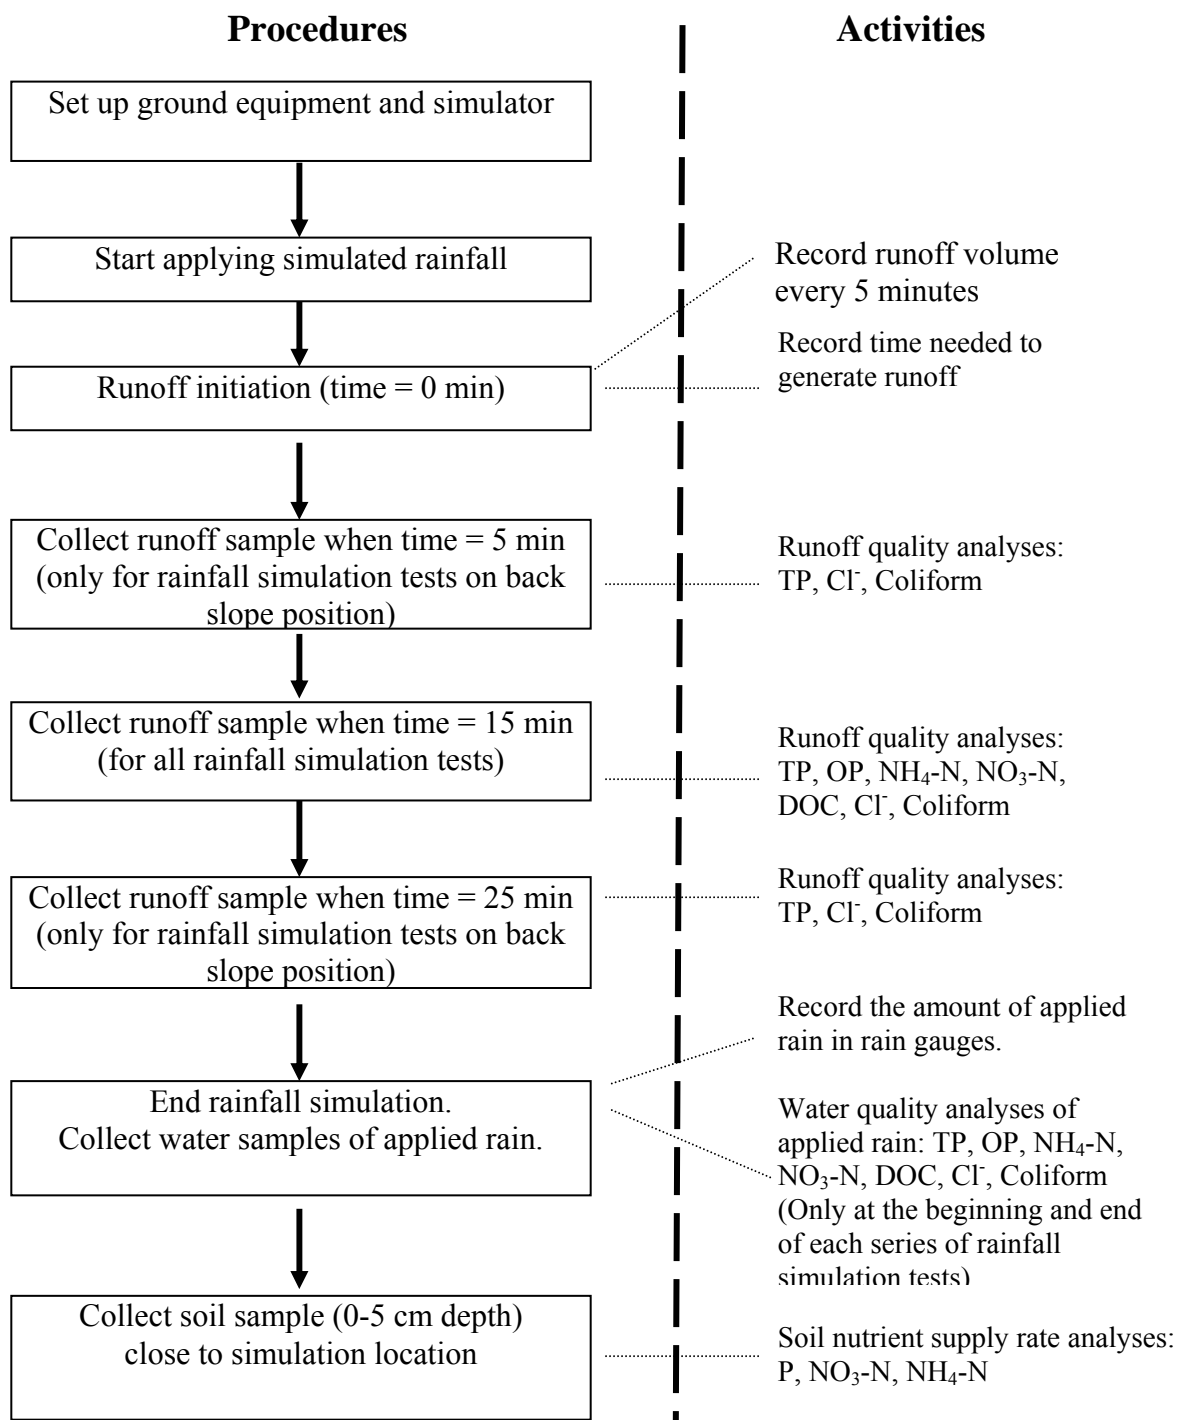 Procedures
Activities
Set up ground equipment and simulator
Start applying simulated rainfall
Record runoff volume
every 5 minutes
Runoff initiation (time = 0 min)
Record time needed to
generate runoff
Collect runoff sample when time = 5 min
(only for rainfall simulation tests on back
slope position)
Runoff quality analyses:
TP, Cl⁻, Coliform
Collect runoff sample when time = 15 min
(for all rainfall simulation tests)
Runoff quality analyses:
TP, OP, NH₄-N, NO₃-N,
DOC, Cl⁻, Coliform
Collect runoff sample when time = 25 min
(only for rainfall simulation tests on back
slope position)
Runoff quality analyses:
TP, Cl⁻, Coliform
End rainfall simulation.
Collect water samples of applied rain.
Record the amount of applied
rain in rain gauges.
Water quality analyses of
applied rain: TP, OP, NH₄-N,
NO₃-N, DOC, Cl⁻, Coliform
(Only at the beginning and end
of each series of rainfall
simulation tests)
Collect soil sample (0-5 cm depth)
close to simulation location
Soil nutrient supply rate analyses:
P, NO₃-N, NH₄-N